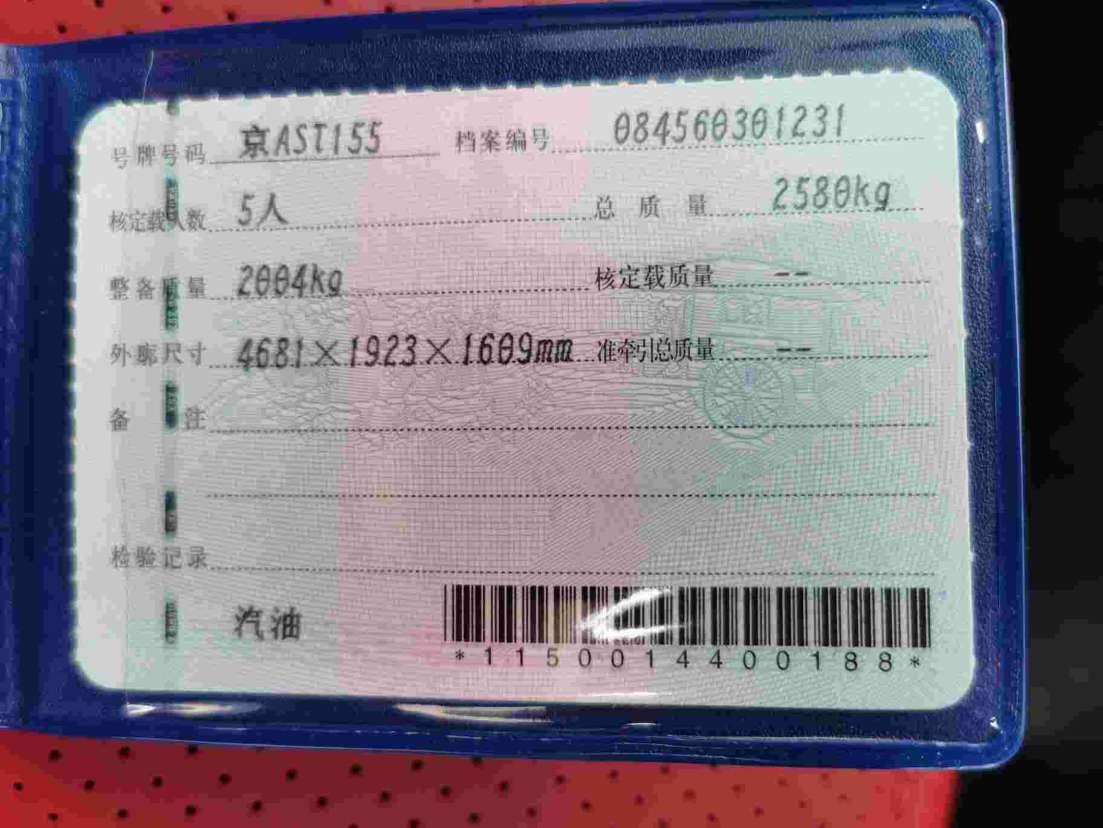 号牌号码 京AST155 档案编号 084560301231
核定载人数 5人 总质量 2580kg
整备质量 2004kg 核定载质量 --
外廓尺寸 4681×1923×1609mm 准牵引总质量 --
备注
检验记录
汽油
*1150014400188*